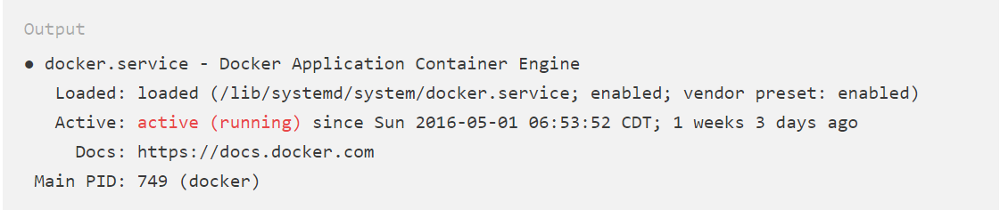 Output
● docker.service - Docker Application Container Engine
Loaded: loaded (/lib/systemd/system/docker.service; enabled; vendor preset: enabled)
Active: active (running) since Sun 2016-05-01 06:53:52 CDT; 1 weeks 3 days ago
Docs: https://docs.docker.com
Main PID: 749 (docker)